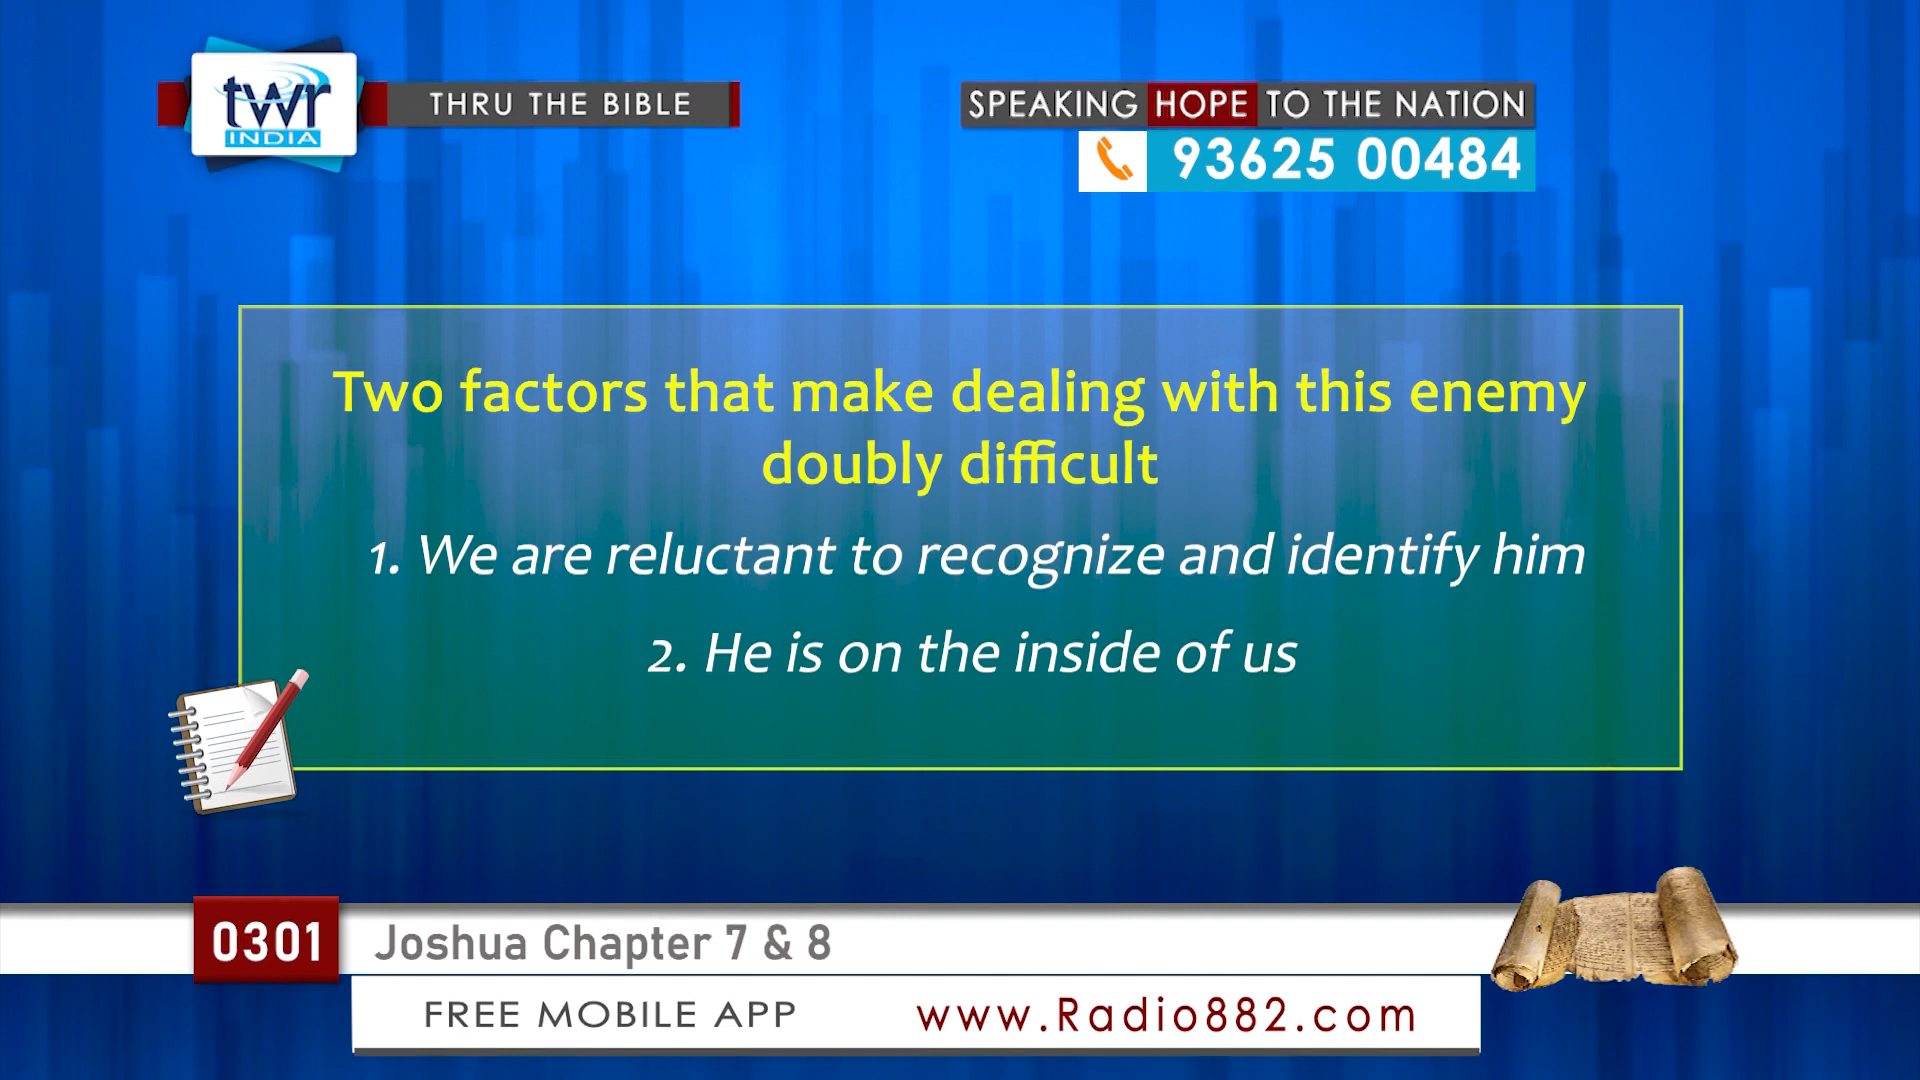 twr
INDIA
THRU THE BIBLE
SPEAKING HOPE TO THE NATION
93625 00484
Two factors that make dealing with this enemy
doubly difficult
1. We are reluctant to recognize and identify him
2. He is on the inside of us
0301
Joshua Chapter 7 & 8
FREE MOBILE APP
www.Radio882.com